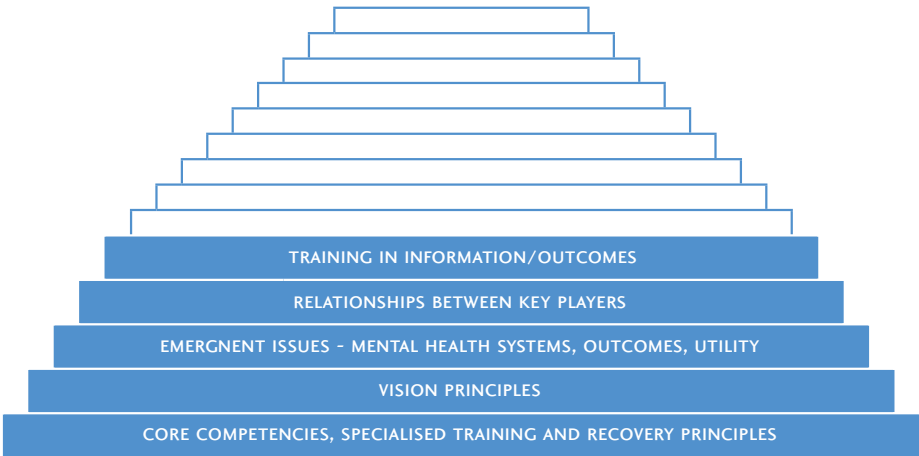 TRAINING IN INFORMATION/OUTCOMES
RELATIONSHIPS BETWEEN KEY PLAYERS
EMERGNENT ISSUES - MENTAL HEALTH SYSTEMS, OUTCOMES, UTILITY
VISION PRINCIPLES
CORE COMPETENCIES, SPECIALISED TRAINING AND RECOVERY PRINCIPLES